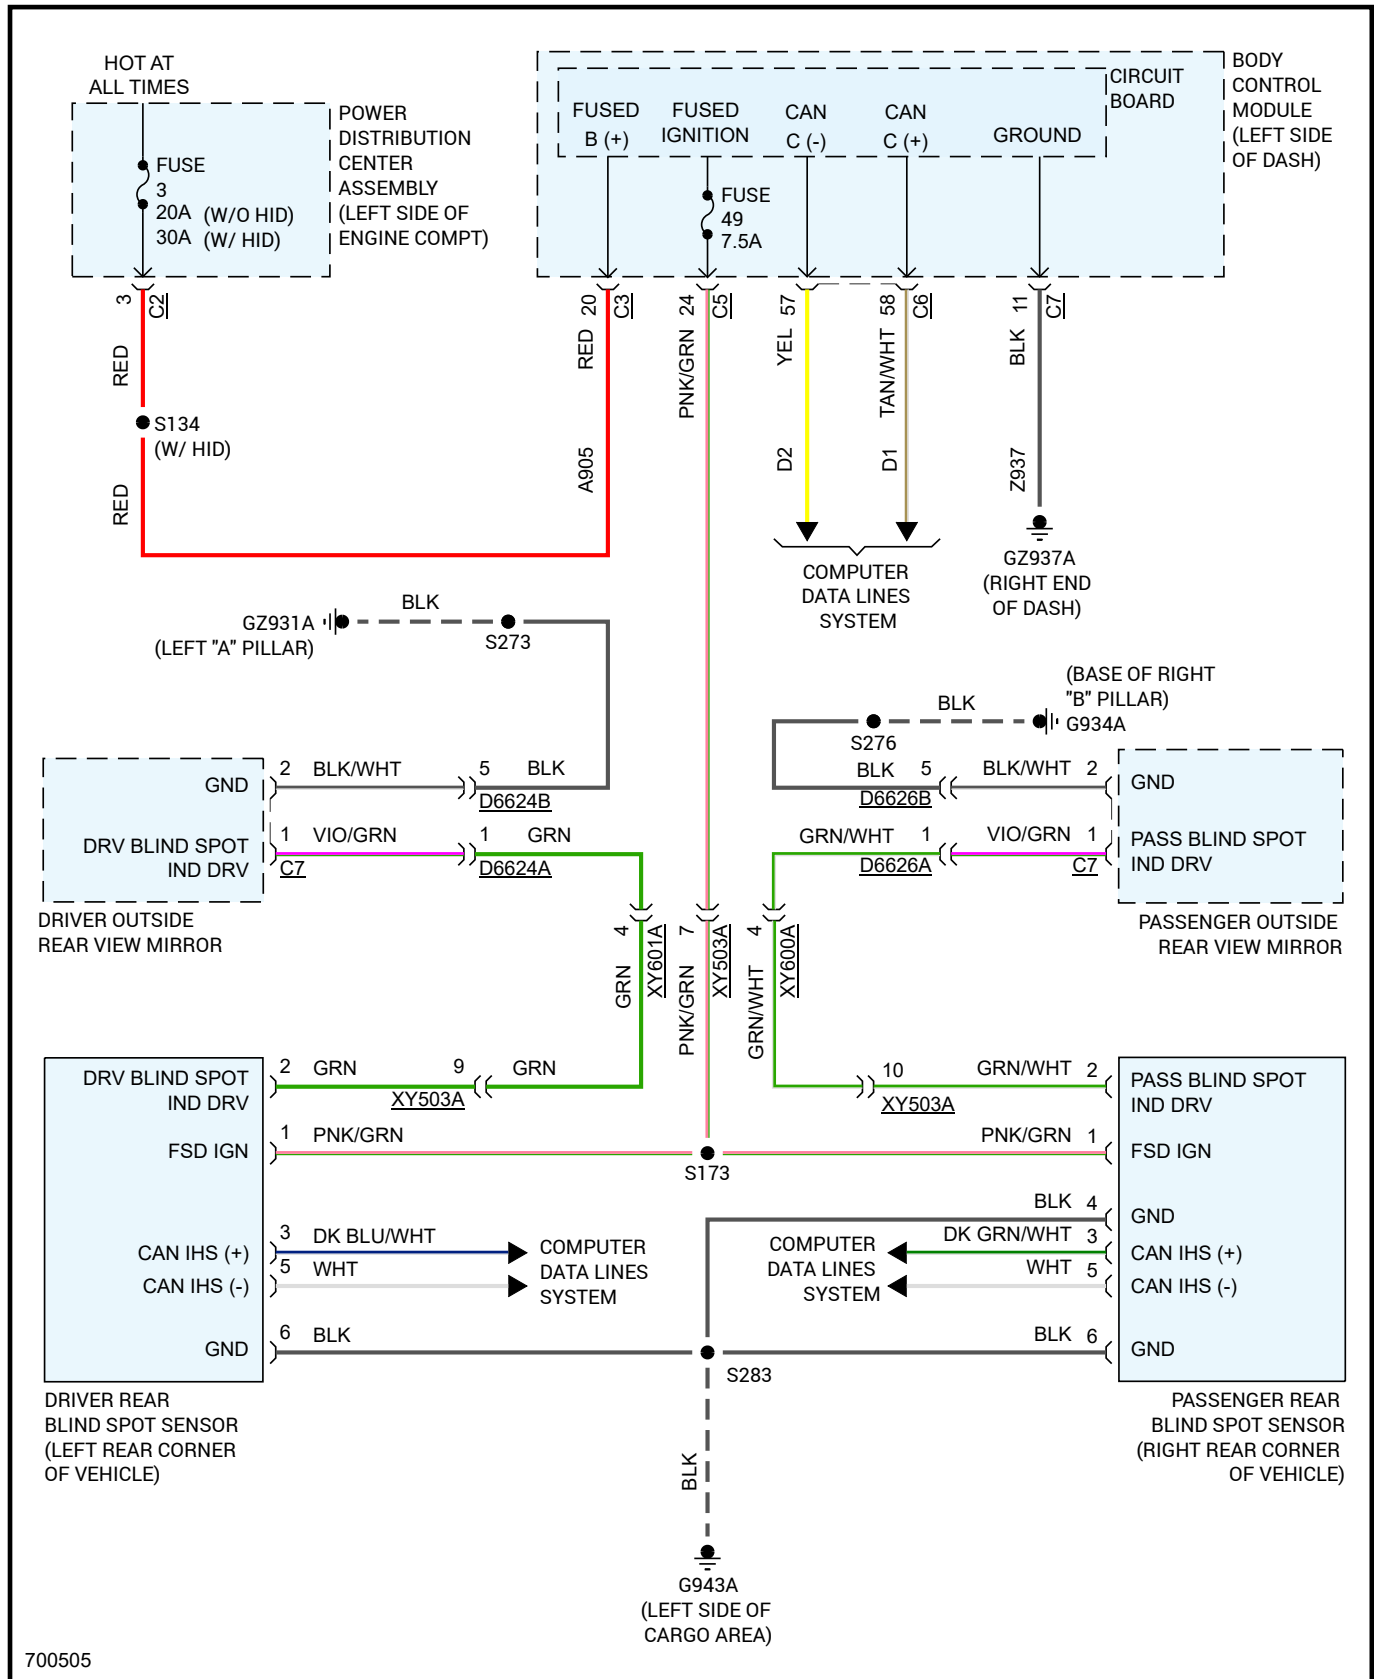 HOT AT
ALL TIMES
FUSE
3
20A (W/O HID)
30A (W/ HID)
POWER
DISTRIBUTION
CENTER
ASSEMBLY
(LEFT SIDE OF
ENGINE COMPT)
FUSED
B (+)
FUSED
IGNITION
CAN
C (-)
CAN
C (+)
GROUND
CIRCUIT
BOARD
BODY
CONTROL
MODULE
(LEFT SIDE
OF DASH)
FUSE
49
7.5A
3
C2
20
C3
24
C5
57
58
C6
11
C7
RED
RED
PNK/GRN
YEL
TAN/WHT
BLK
S134
(W/ HID)
RED
A905
D2
D1
Z937
COMPUTER
DATA LINES
SYSTEM
GZ937A
(RIGHT END
OF DASH)
GZ931A
(LEFT "A" PILLAR)
BLK
S273
(BASE OF RIGHT
"B" PILLAR)
G934A
BLK
S276
GND
2
BLK/WHT
5
BLK
D6624B
DRV BLIND SPOT
IND DRV
1
VIO/GRN
1
GRN
C7
D6624A
DRIVER OUTSIDE
REAR VIEW MIRROR
BLK
5
BLK/WHT
2
GND
D6626B
GRN/WHT
1
VIO/GRN
1
PASS BLIND SPOT
IND DRV
D6626A
C7
PASSENGER OUTSIDE
REAR VIEW MIRROR
4
XY601A
GRN
7
XY503A
PNK/GRN
4
XY600A
GRN/WHT
DRV BLIND SPOT
IND DRV
2
GRN
9
GRN
XY503A
FSD IGN
1
PNK/GRN
S173
10
GRN/WHT
2
PASS BLIND SPOT
IND DRV
XY503A
PNK/GRN
1
FSD IGN
BLK
4
GND
CAN IHS (+)
3
DK BLU/WHT
CAN IHS (-)
5
WHT
COMPUTER
DATA LINES
SYSTEM
COMPUTER
DATA LINES
SYSTEM
DK GRN/WHT
3
CAN IHS (+)
WHT
5
CAN IHS (-)
GND
6
BLK
S283
BLK
6
GND
DRIVER REAR
BLIND SPOT SENSOR
(LEFT REAR CORNER
OF VEHICLE)
PASSENGER REAR
BLIND SPOT SENSOR
(RIGHT REAR CORNER
OF VEHICLE)
BLK
G943A
(LEFT SIDE OF
CARGO AREA)
700505